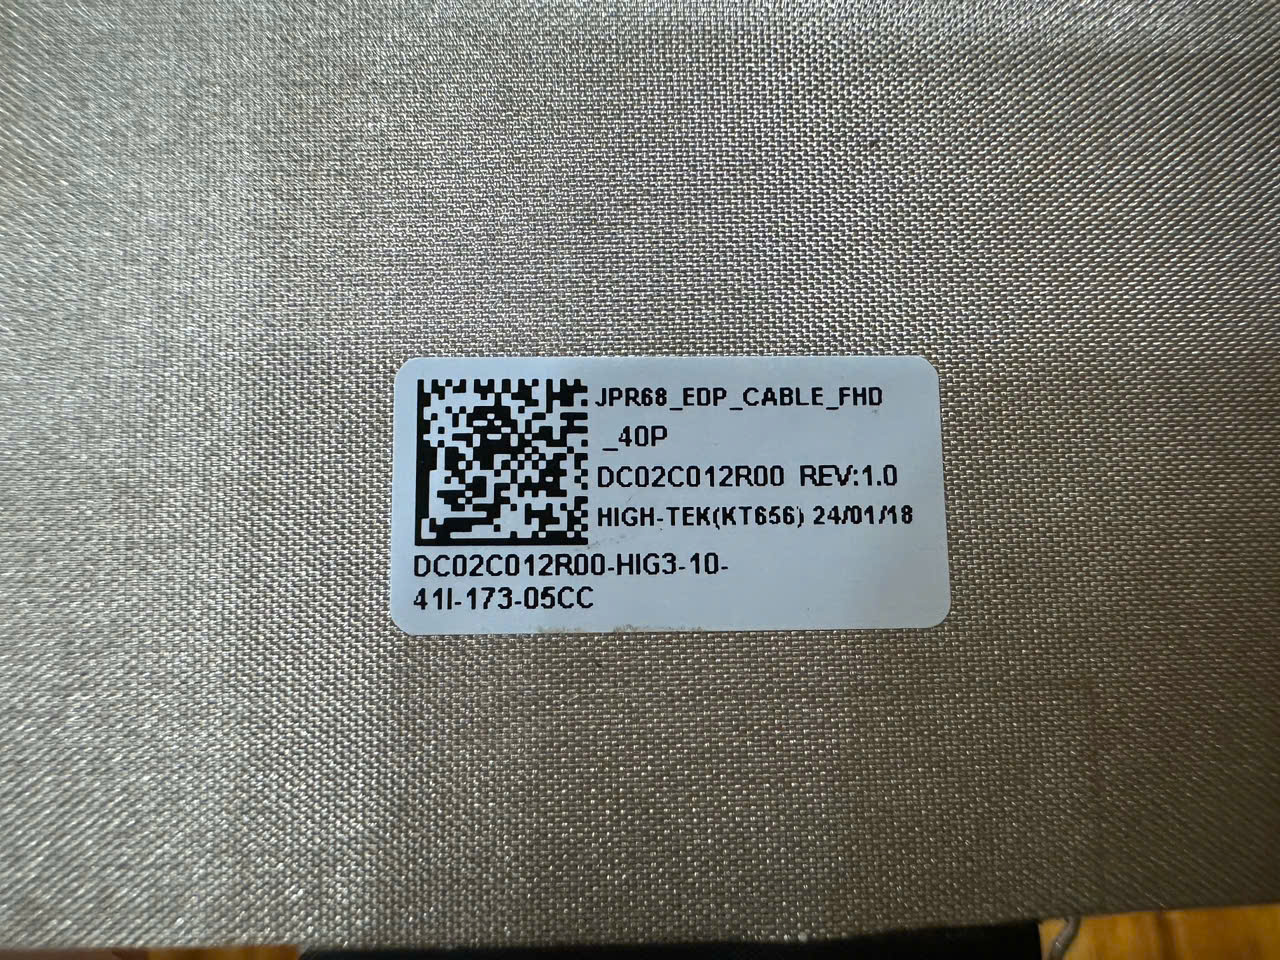 JPR68_EDP_CABLE_FHD
_40P
DC02C012R00 REV:1.0
HIGH-TEK(KT656) 24/01/18
DC02C012R00-HIG3-10-
41I-173-05CC